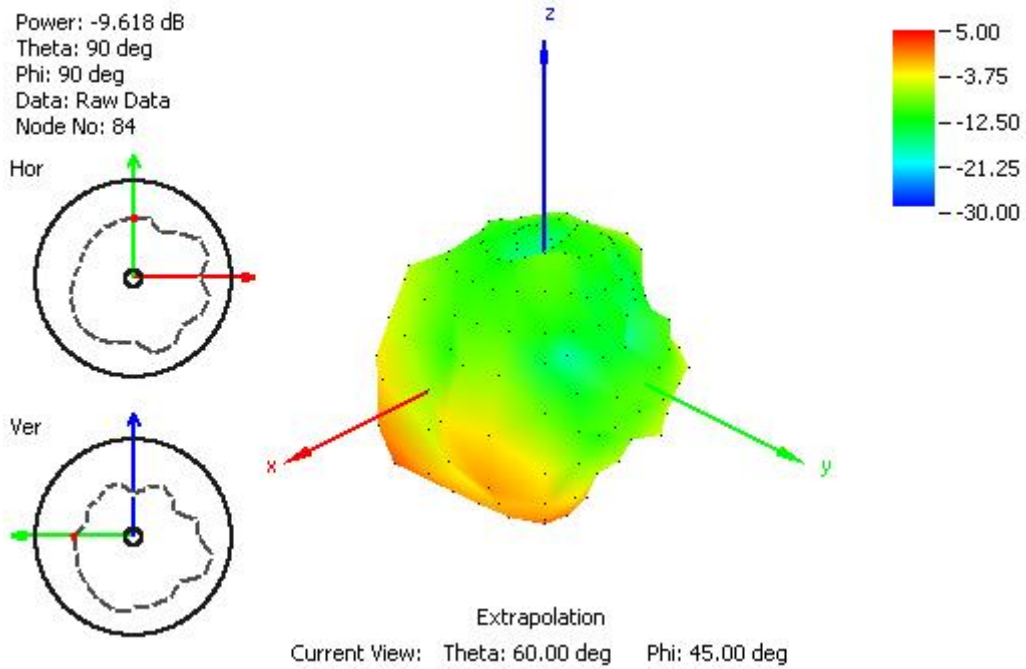 Power: -9.618 dB
Theta: 90 deg
Phi: 90 deg
Data: Raw Data
Node No: 84
Hor
Ver
z
x
y
5.00
-3.75
-12.50
-21.25
-30.00
Extrapolation
Current View: Theta: 60.00 deg Phi: 45.00 deg